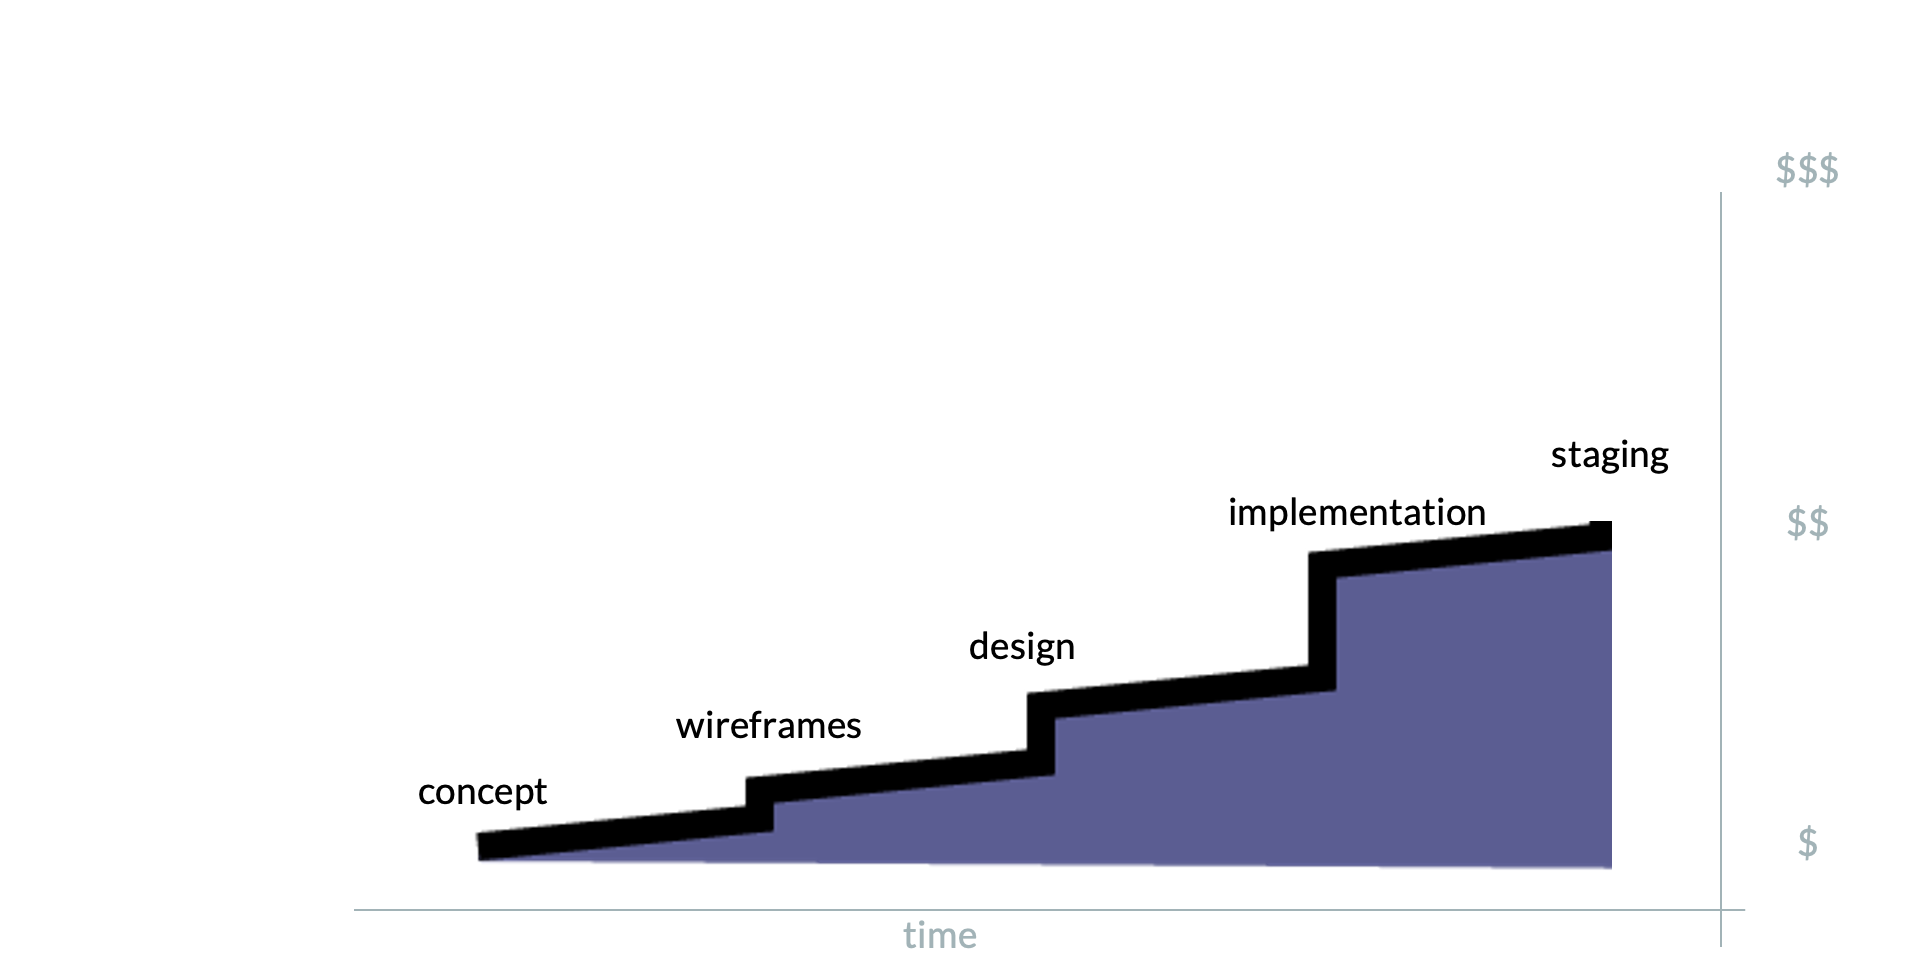 $$$
staging
implementation
$$
design
wireframes
concept
$
time